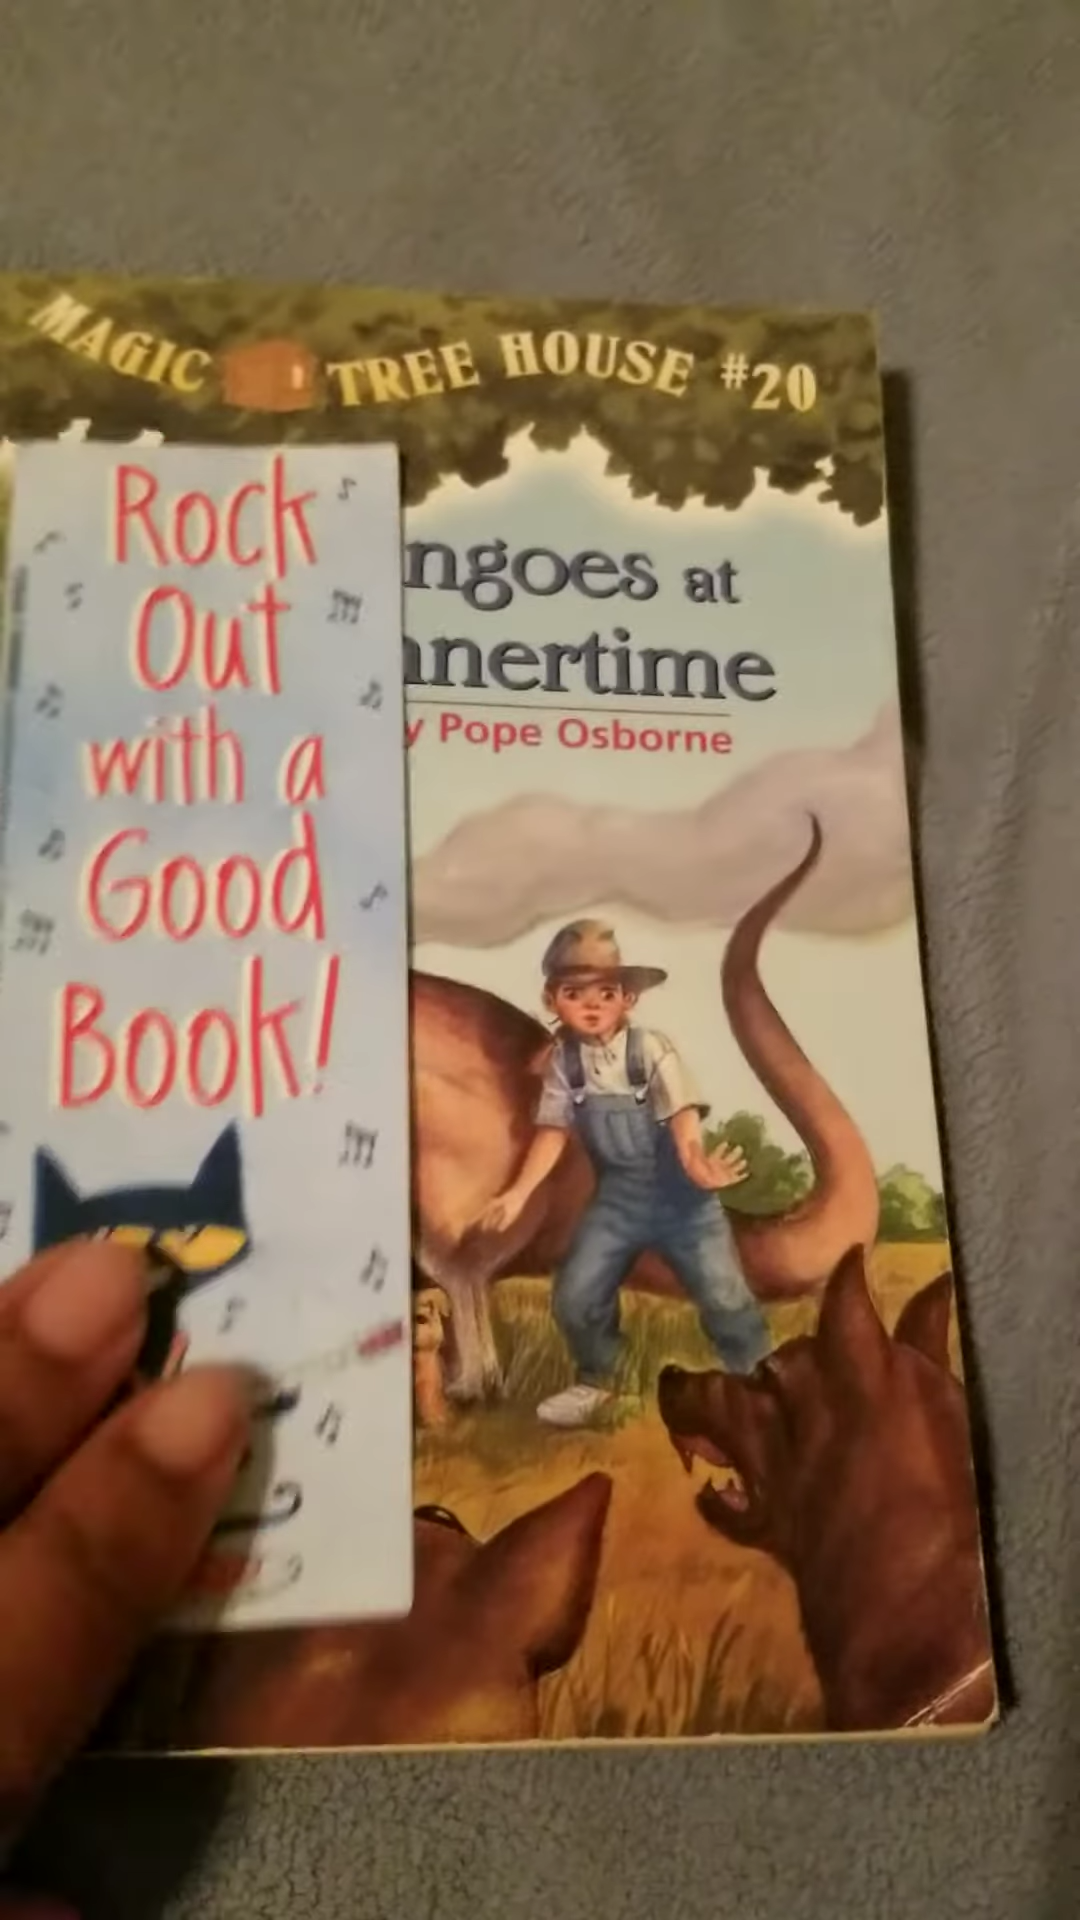 MAGIC TREE HOUSE #20
Rock
Out
with a
Good
Book!
ngoes at
nnertime
y Pope Osborne